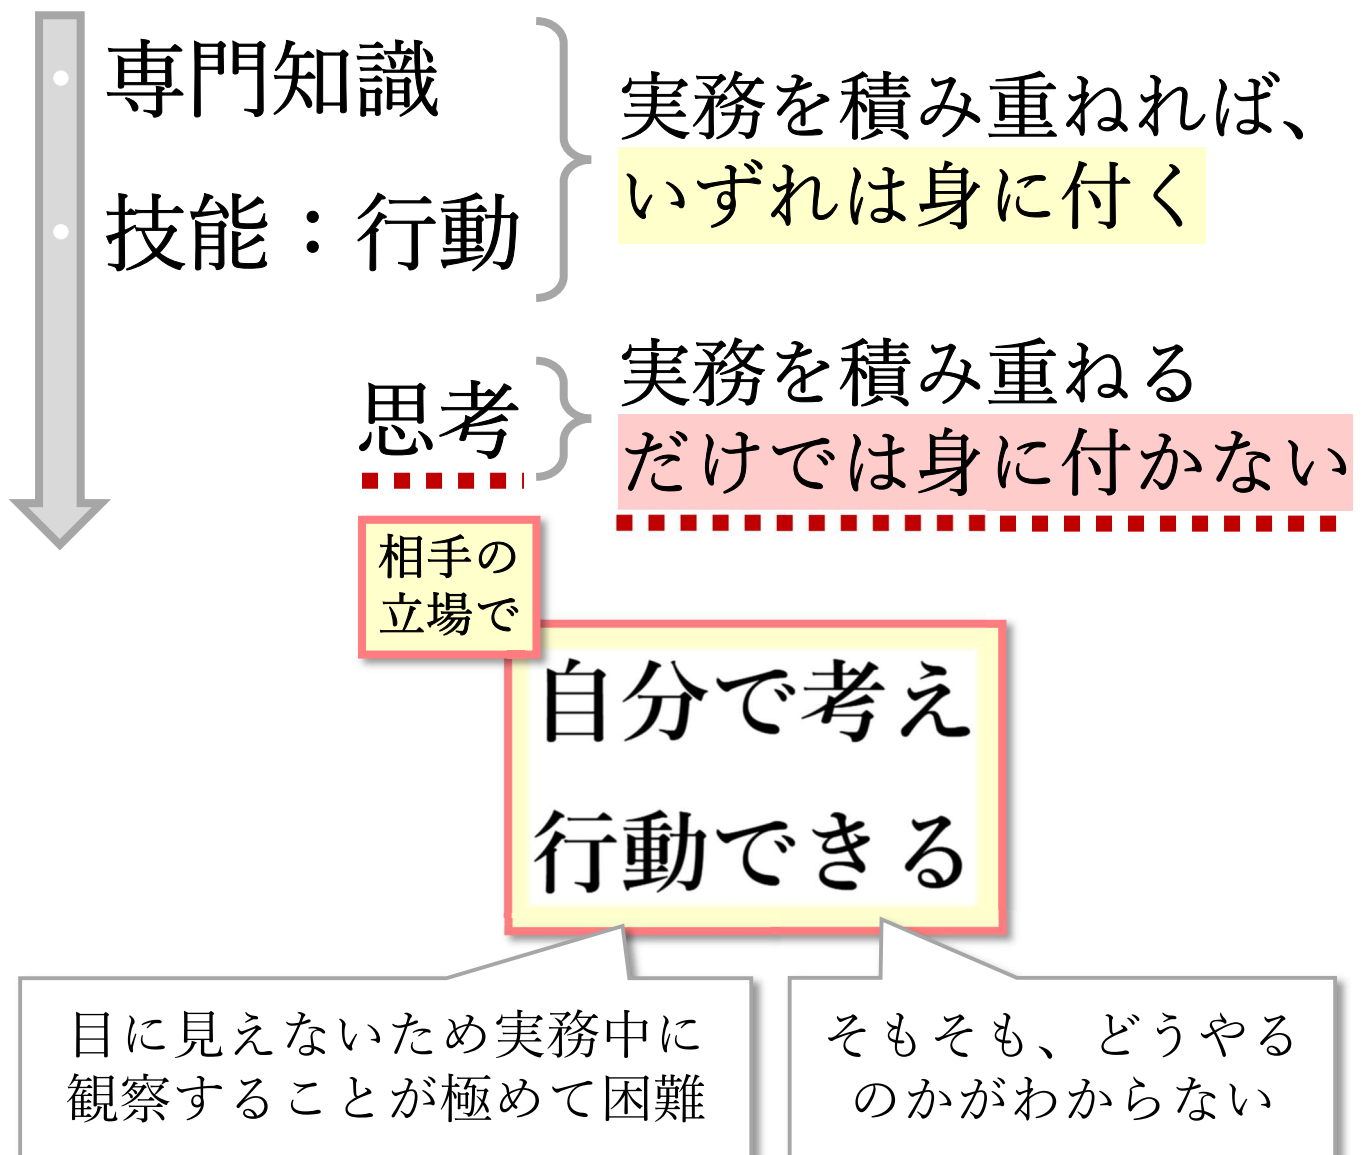 専門知識
技能：行動
実務を積み重ねれば、
いずれは身に付く
思考
実務を積み重ねる
だけでは身に付かない
相手の
立場で
自分で考え
行動できる
目に見えないため実務中に
観察することが極めて困難
そもそも、どうやる
のかがわからない